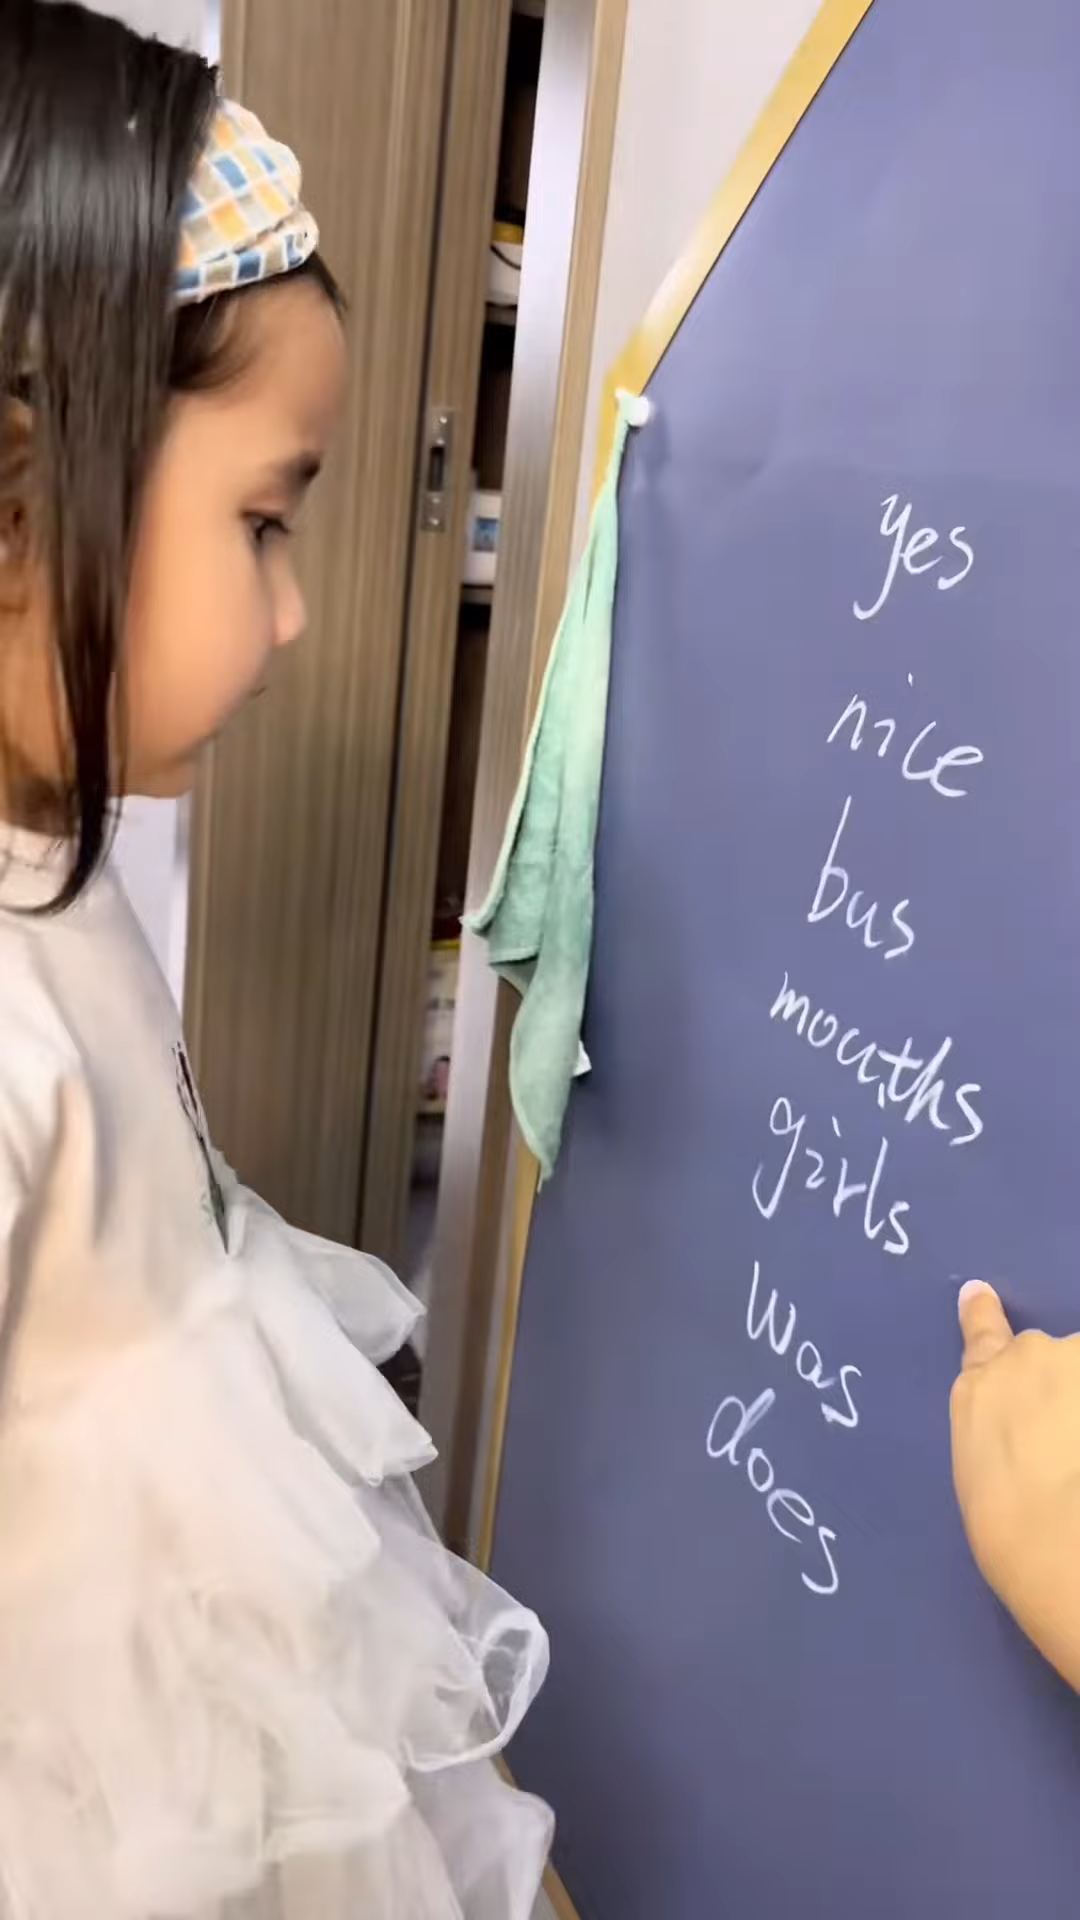 yes
nice
bus
mouths
girls
was
does